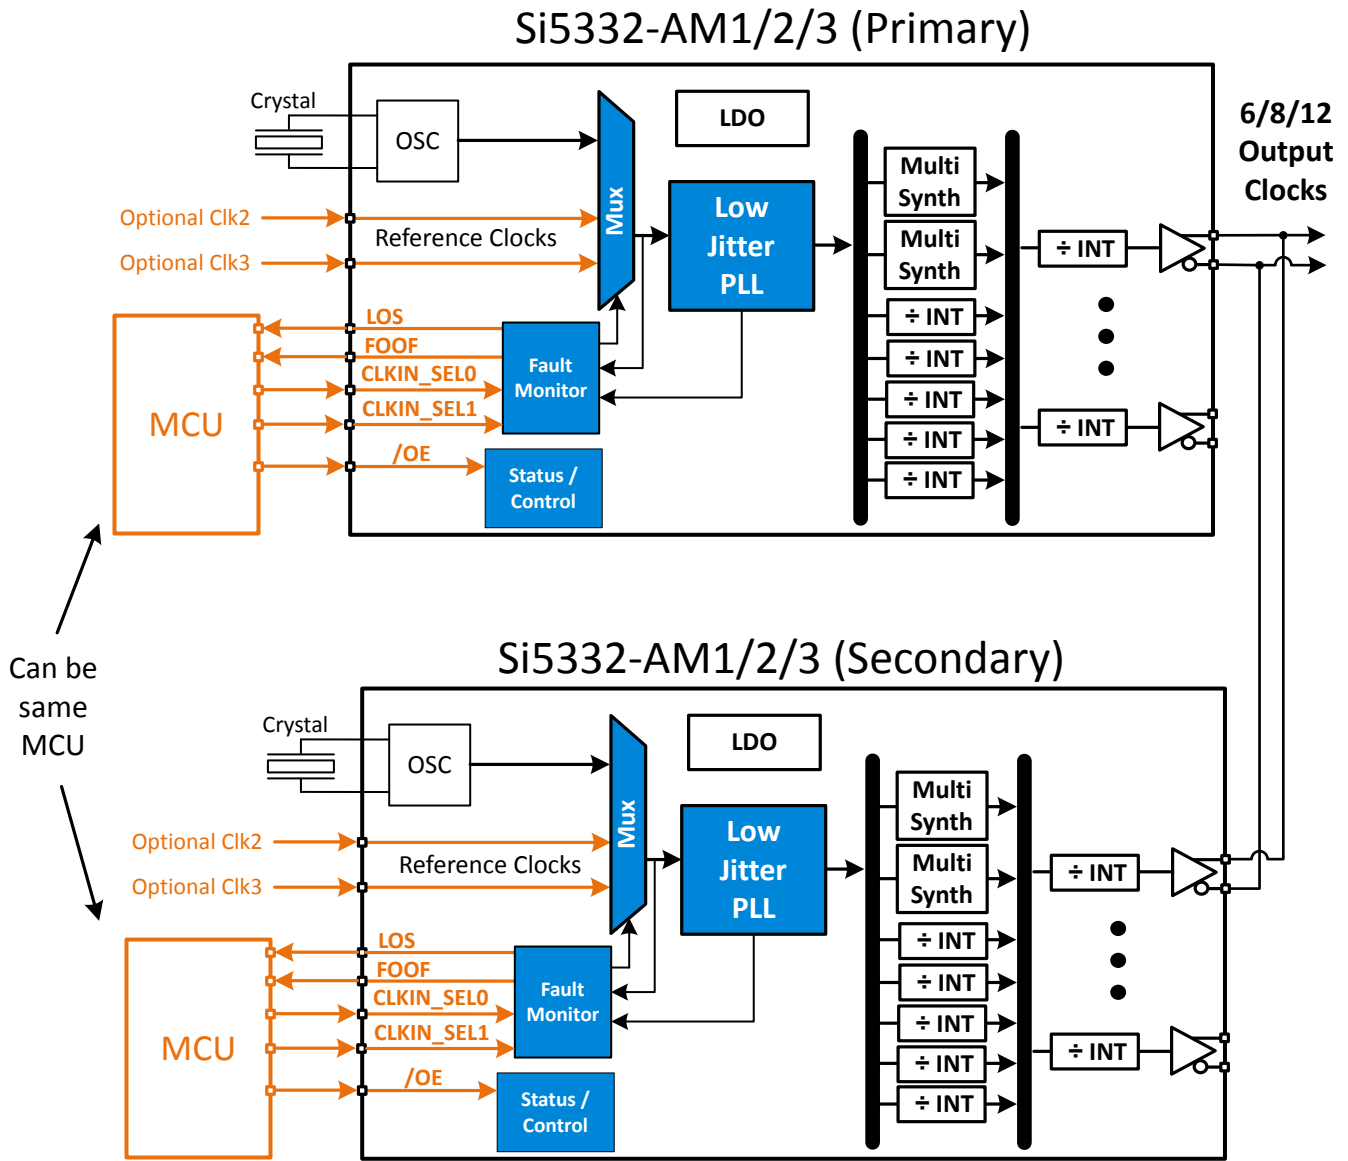 Si5332-AM1/2/3 (Primary)
Crystal
OSC
LDO
6/8/12
Output
Clocks
Mux
Multi
Synth
Optional Clk2
Reference Clocks
Low
Jitter
PLL
Multi
Synth
÷ INT
Optional Clk3
LOS
FOOF
CLKIN_SEL0
CLKIN_SEL1
/OE
MCU
Fault
Monitor
Status /
Control
÷ INT
÷ INT
÷ INT
÷ INT
÷ INT
÷ INT
Can be
same
MCU
Si5332-AM1/2/3 (Secondary)
Crystal
OSC
LDO
Mux
Multi
Synth
Optional Clk2
Reference Clocks
Low
Jitter
PLL
Multi
Synth
÷ INT
Optional Clk3
LOS
FOOF
CLKIN_SEL0
CLKIN_SEL1
/OE
MCU
Fault
Monitor
Status /
Control
÷ INT
÷ INT
÷ INT
÷ INT
÷ INT
÷ INT